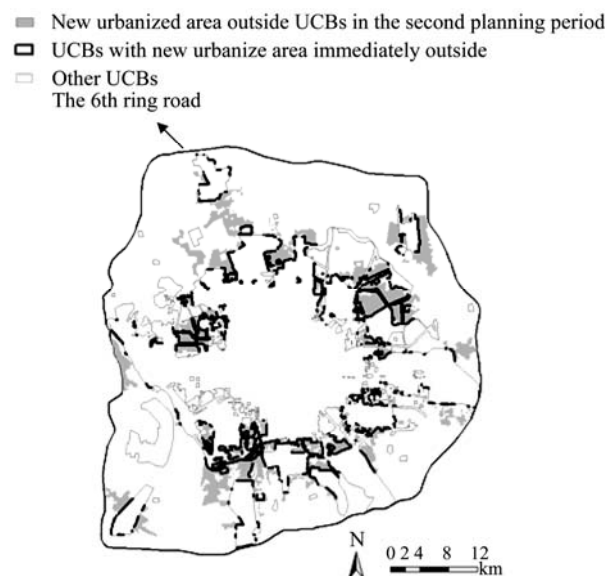 New urbanized area outside UCBs in the second planning period
UCBs with new urbanize area immediately outside
Other UCBs
The 6th ring road
N
0 2 4 8 12
km